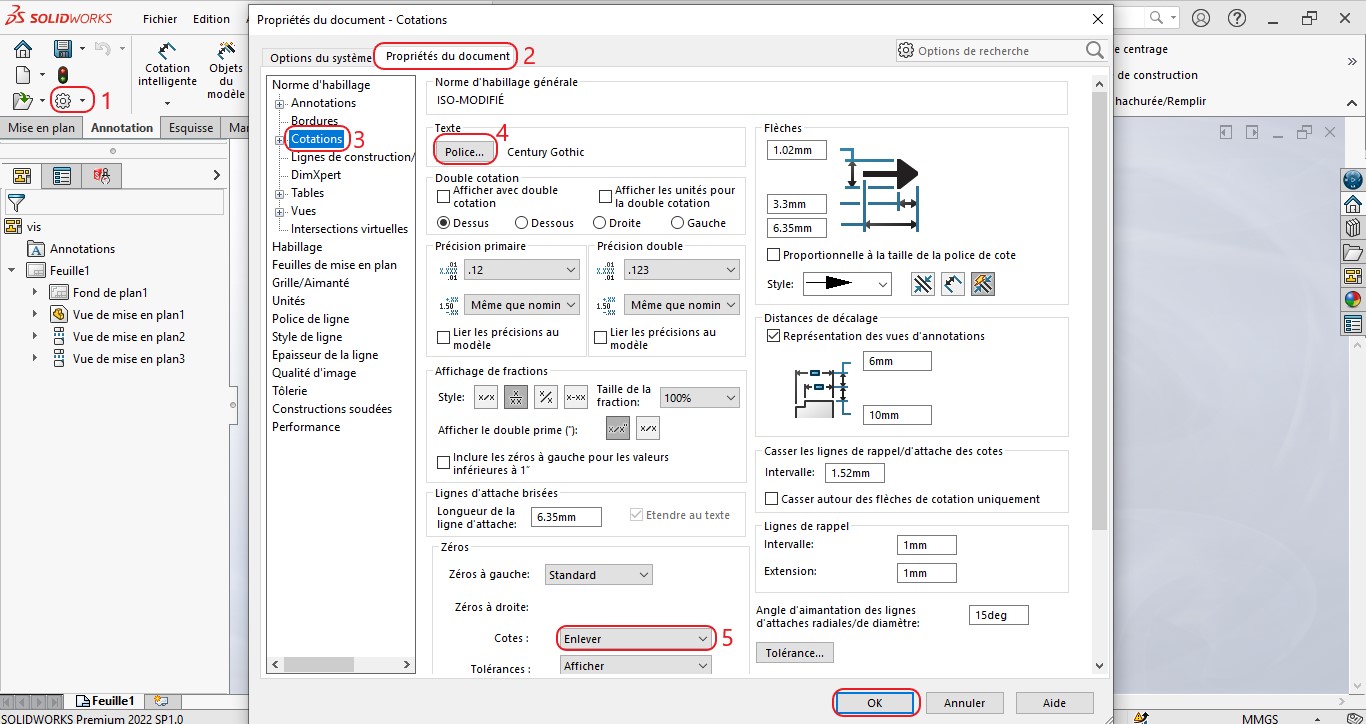 SOLIDWORKS
Fichier
Edition
Propriétés du document - Cotations
Cotation
intelligente
Objets
du
modèle
1
Mise en plan
Annotation
Esquisse
vis
Annotations
Feuille1
Fond de plan1
Vue de mise en plan1
Vue de mise en plan2
Vue de mise en plan3
Options du système
Propriétés du document
2
Options de recherche
Norme d'habillage
Annotations
Bordures
Cotations
3
Lignes de construction/
DimXpert
Tables
Vues
Intersections virtuelles
Habillage
Feuilles de mise en plan
Grille/Aimanté
Unités
Police de ligne
Style de ligne
Epaisseur de la ligne
Qualité d'image
Tôlerie
Constructions soudées
Performance
Norme d'habillage générale
ISO-MODIFIÉ
Texte
4
Police...
Century Gothic
Double cotation
Afficher avec double
cotation
Afficher les unités pour
la double cotation
Dessus
Dessous
Droite
Gauche
Précision primaire
.12
Même que nomin
Lier les précisions au
modèle
Précision double
.123
Même que nomin
Lier les précisions au
modèle
Affichage de fractions
Style:
Taille de la
fraction:
100%
Afficher le double prime ("):
Inclure les zéros à gauche pour les valeurs
inférieures à 1"
Lignes d'attache brisées
Longueur de la
ligne d'attache:
6.35mm
Etendre au texte
Zéros
Zéros à gauche:
Standard
Zéros à droite:
Cotes :
Enlever
5
Tolérances :
Afficher
Flèches
1.02mm
3.3mm
6.35mm
Proportionnelle à la taille de la police de cote
Style:
Distances de décalage
Représentation des vues d'annotations
6mm
10mm
Casser les lignes de rappel/d'attache des cotes
Intervalle:
1.52mm
Casser autour des flèches de cotation uniquement
Lignes de rappel
Intervalle:
1mm
Extension:
1mm
Angle d'aimantation des lignes
d'attaches radiales/de diamètre:
15deg
Tolérance...
OK
Annuler
Aide
e centrage
de construction
hachurée/Remplir
Feuille1
SOLIDWORKS Premium 2022 SP1.0
MMGS